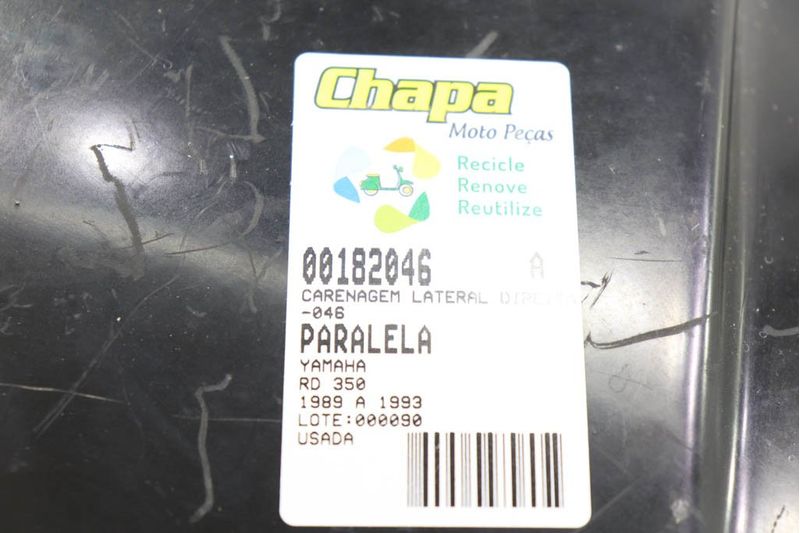 Chapa
Moto Peças
Recicle
Renove
Reutilize
00182046 A
CARENAGEM LATERAL DIREITA
-046
PARALELA
YAMAHA
RD 350
1989 A 1993
LOTE:000090
USADA